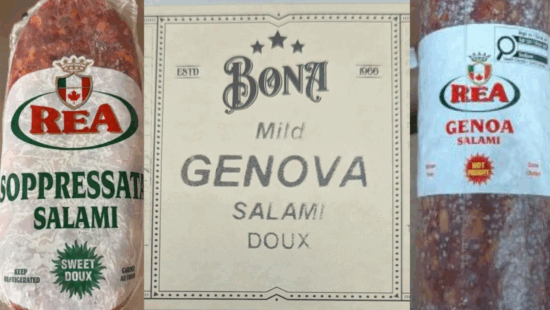 REA
SOPPRESSATA
SALAMI
KEEP
REFRIGERATED
SWEET
DOUX
ESTD
1966
BONA
Mild
GENOVA
SALAMI
DOUX
REA
GENOA
SALAMI
HOT
PIQUANT